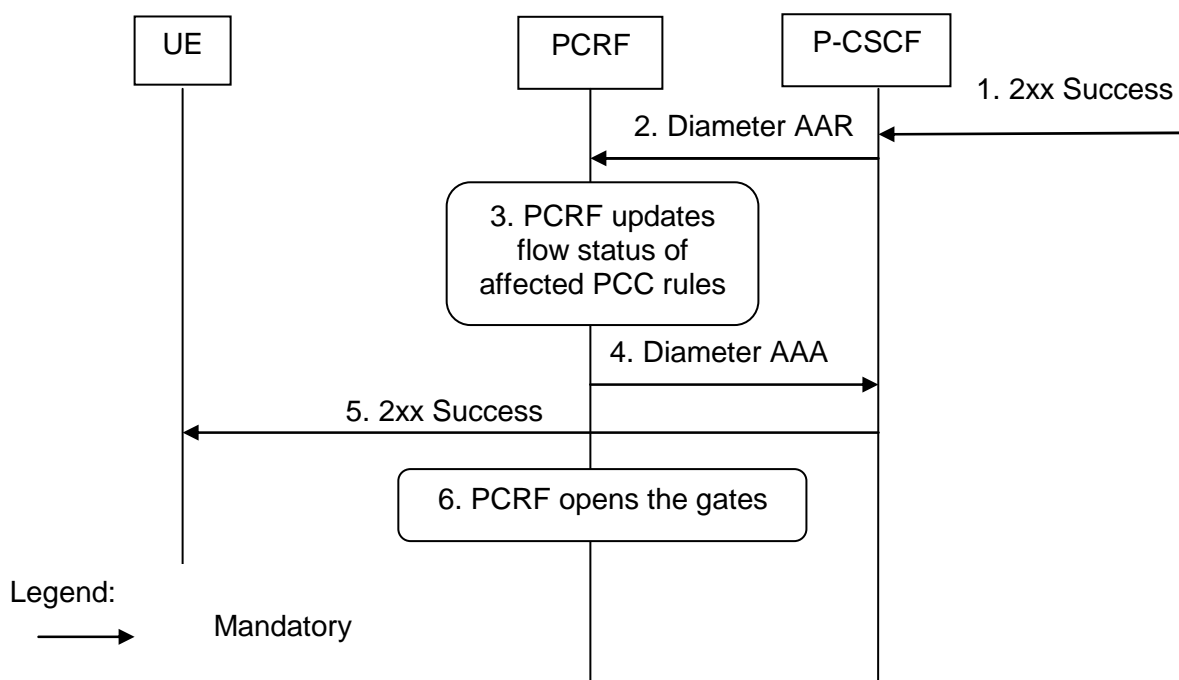 UE
PCRF
P-CSCF
1. 2xx Success
2. Diameter AAR
3. PCRF updates
flow status of
affected PCC rules
4. Diameter AAA
5. 2xx Success
6. PCRF opens the gates
Legend:
Mandatory